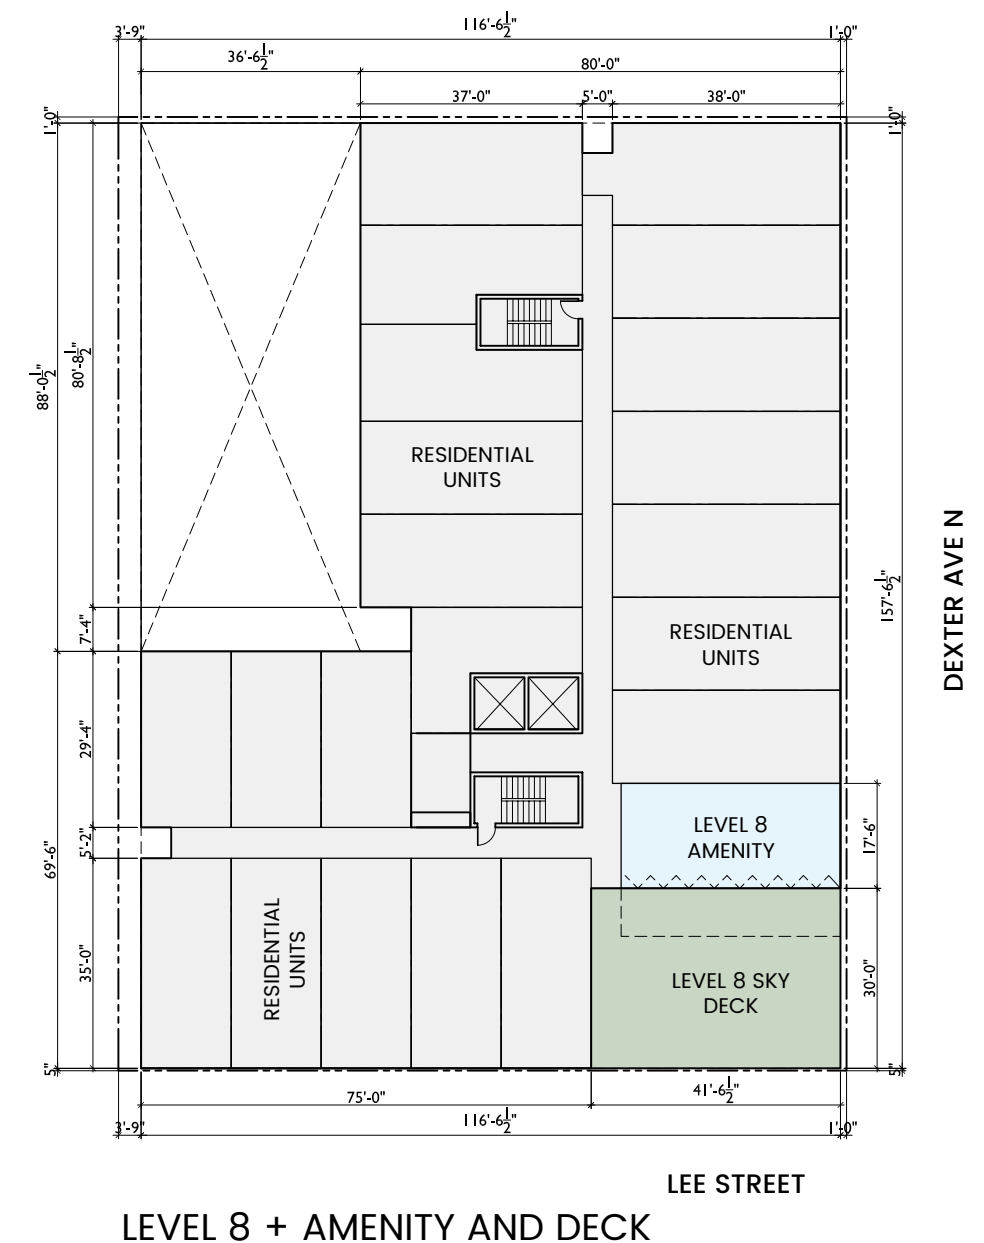 116'-6 1/2"
3'-9"
1'-0"
36'-6 1/2"
80'-0"
37'-0"
5'-0"
38'-0"
1'-0"
1'-0"
88'-0 1/2"
80'-8 1/2"
RESIDENTIAL
UNITS
157'-6 1/2"
DEXTER AVE N
7'-4"
RESIDENTIAL
UNITS
29'-4"
LEVEL 8
AMENITY
17'-6"
5'-2"
69'-6"
RESIDENTIAL
UNITS
35'-0"
LEVEL 8 SKY
DECK
30'-0"
5"
5"
75'-0"
41'-6 1/2"
3'-9"
116'-6 1/2"
1'-0"
LEE STREET
LEVEL 8 + AMENITY AND DECK